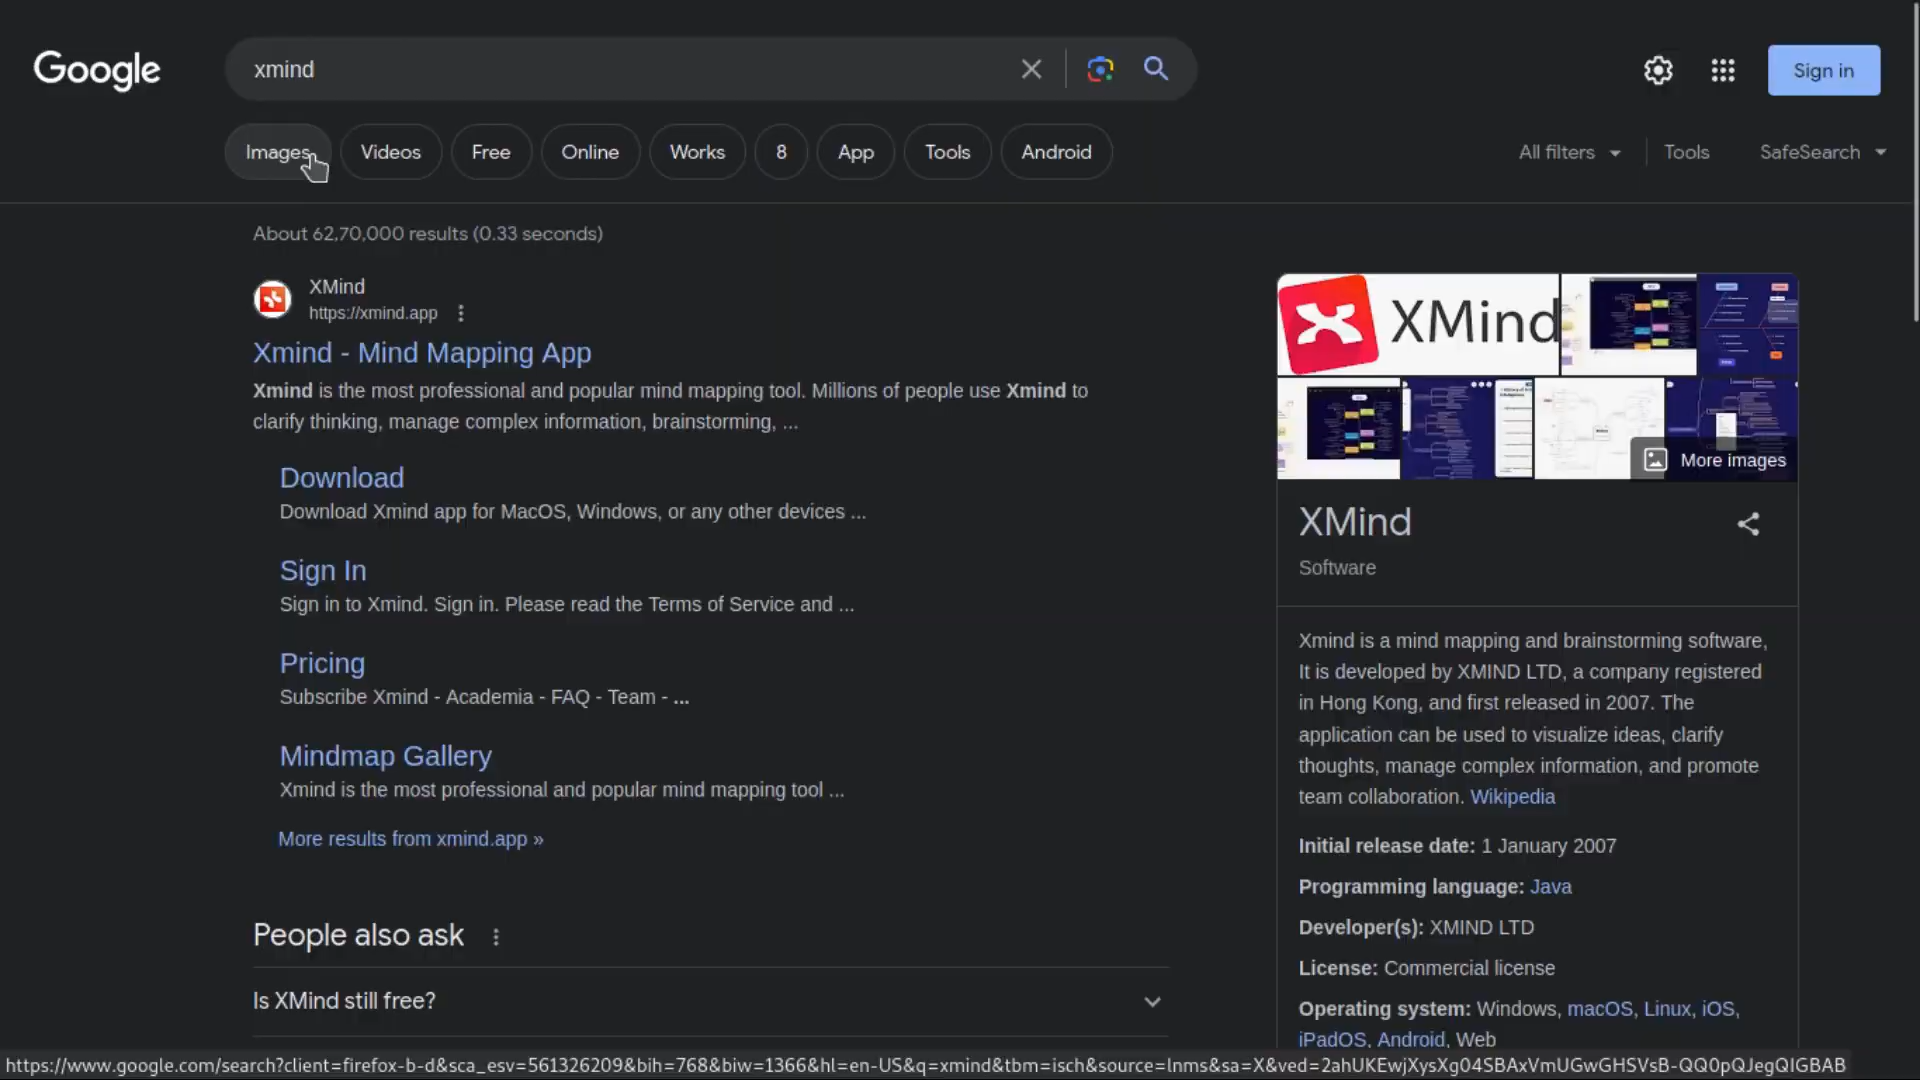 Google
xmind
Sign in
Images
Videos
Free
Online
Works
8
App
Tools
Android
All filters
Tools
SafeSearch
About 62,70,000 results (0.33 seconds)
XMind
https://xmind.app
Xmind - Mind Mapping App
Xmind is the most professional and popular mind mapping tool. Millions of people use Xmind to
clarify thinking, manage complex information, brainstorming, ...
Download
Download Xmind app for MacOS, Windows, or any other devices ...
Sign In
Sign in to Xmind. Sign in. Please read the Terms of Service and ...
Pricing
Subscribe Xmind - Academia - FAQ - Team - ...
Mindmap Gallery
Xmind is the most professional and popular mind mapping tool ...
More results from xmind.app »
People also ask
Is XMind still free?
XMind
More images
XMind
Software
Xmind is a mind mapping and brainstorming software,
It is developed by XMIND LTD, a company registered
in Hong Kong, and first released in 2007. The
application can be used to visualize ideas, clarify
thoughts, manage complex information, and promote
team collaboration. Wikipedia
Initial release date: 1 January 2007
Programming language: Java
Developer(s): XMIND LTD
License: Commercial license
Operating system: Windows, macOS, Linux, iOS,
iPadOS, Android, Web
https://www.google.com/search?client=firefox-b-d&sca_esv=561326209&bih=768&biw=1366&hl=en-US&q=xmind&tbm=isch&source=lnms&sa=X&ved=2ahUKEwjXysXg04SBAxVmUGwGHSVsB-QQ0pQJegQIGBAB